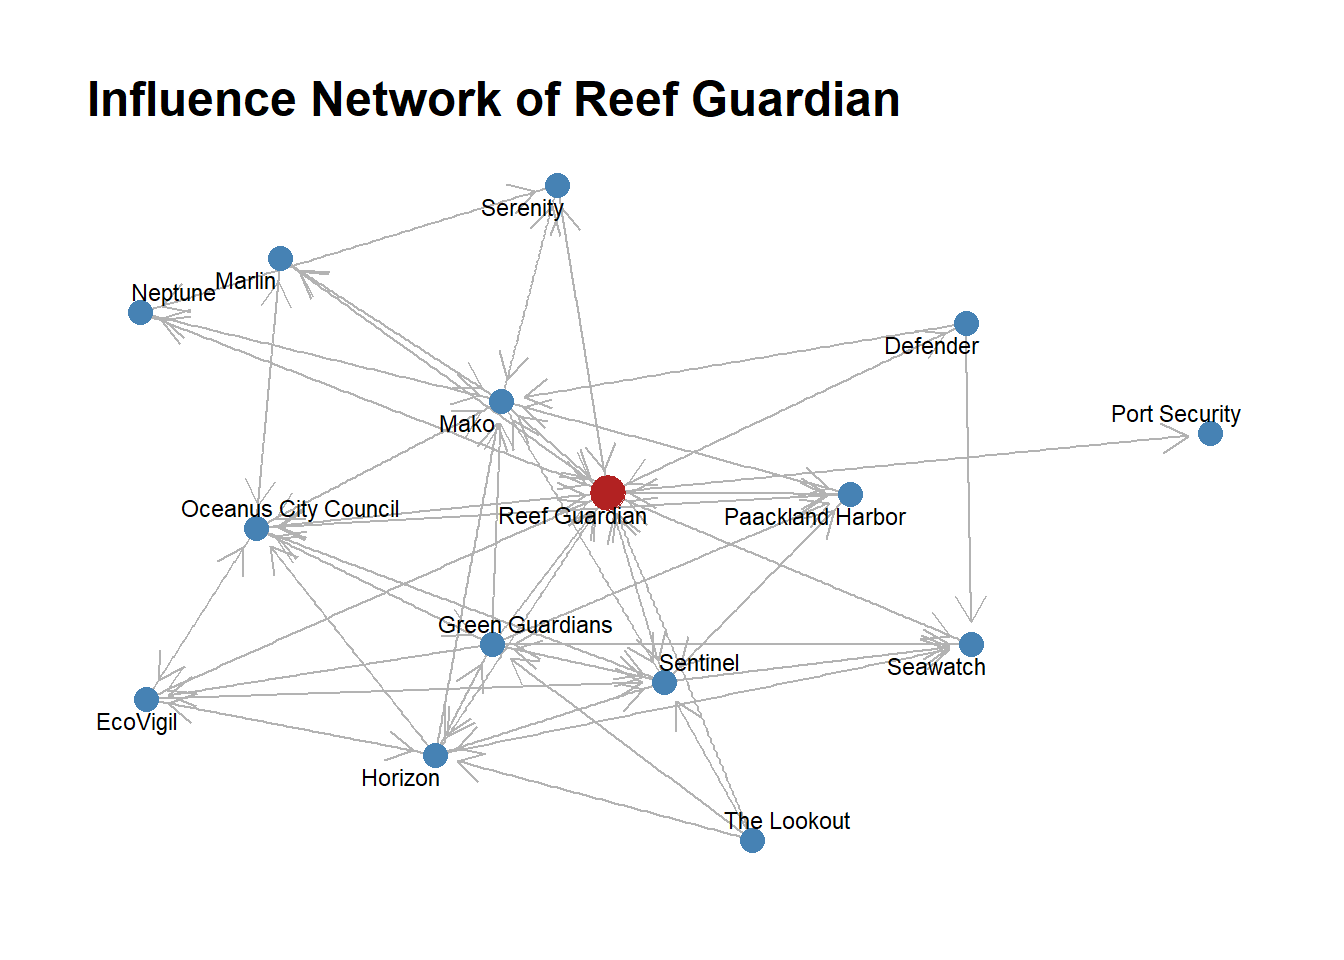 Influence Network of Reef Guardian
Serenity
Marlin
Neptune
Defender
Port Security
Mako
Oceanus City Council
Reef Guardian
Paackland Harbor
Green Guardians
Sentinel
Seawatch
EcoVigil
Horizon
The Lookout